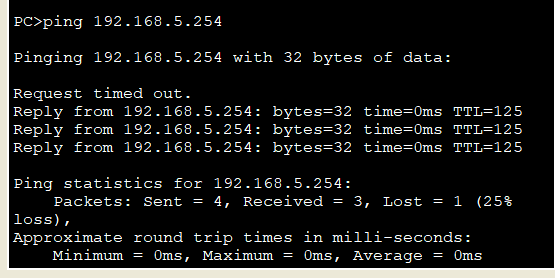 PC>ping 192.168.5.254
Pinging 192.168.5.254 with 32 bytes of data:
Request timed out.
Reply from 192.168.5.254: bytes=32 time=0ms TTL=125
Reply from 192.168.5.254: bytes=32 time=0ms TTL=125
Reply from 192.168.5.254: bytes=32 time=0ms TTL=125
Ping statistics for 192.168.5.254:
Packets: Sent = 4, Received = 3, Lost = 1 (25%
loss),
Approximate round trip times in milli-seconds:
Minimum = 0ms, Maximum = 0ms, Average = 0ms